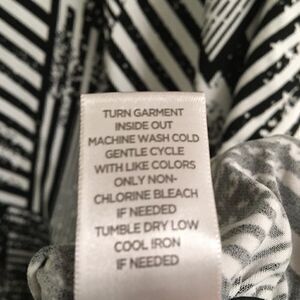 TURN GARMENT
INSIDE OUT
MACHINE WASH COLD
GENTLE CYCLE
WITH LIKE COLORS
ONLY NON-
CHLORINE BLEACH
IF NEEDED
TUMBLE DRY LOW
COOL IRON
IF NEEDED